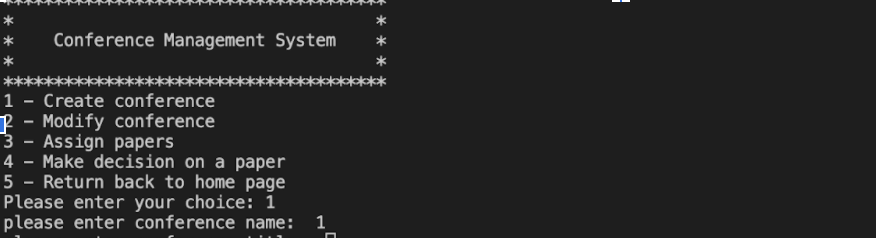 ***************************************
*                                     *
*    Conference Management System    *
*                                     *
***************************************
1 – Create conference
2 – Modify conference
3 – Assign papers
4 – Make decision on a paper
5 – Return back to home page
Please enter your choice: 1
please enter conference name:  1